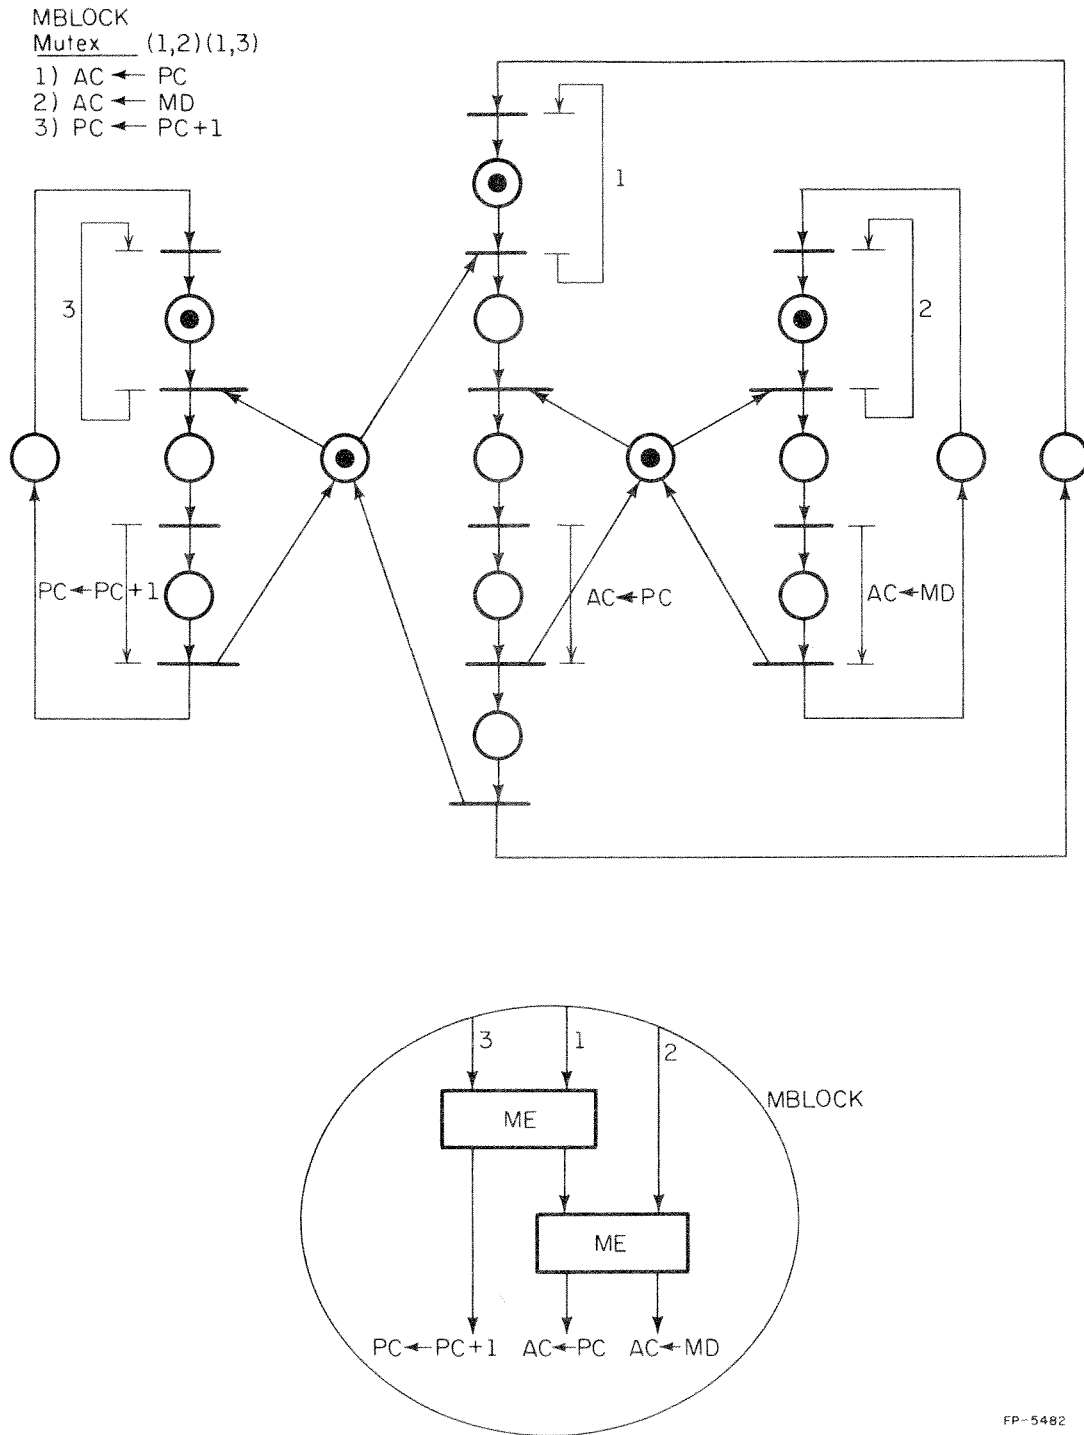 MBLOCK
Mutex (1,2)(1,3)
1) AC ← PC
2) AC ← MD
3) PC ← PC+1
1
3
2
PC←PC+1
AC←PC
AC←MD
3
1
2
ME
MBLOCK
ME
PC←PC+1
AC←PC
AC←MD
FP-5482